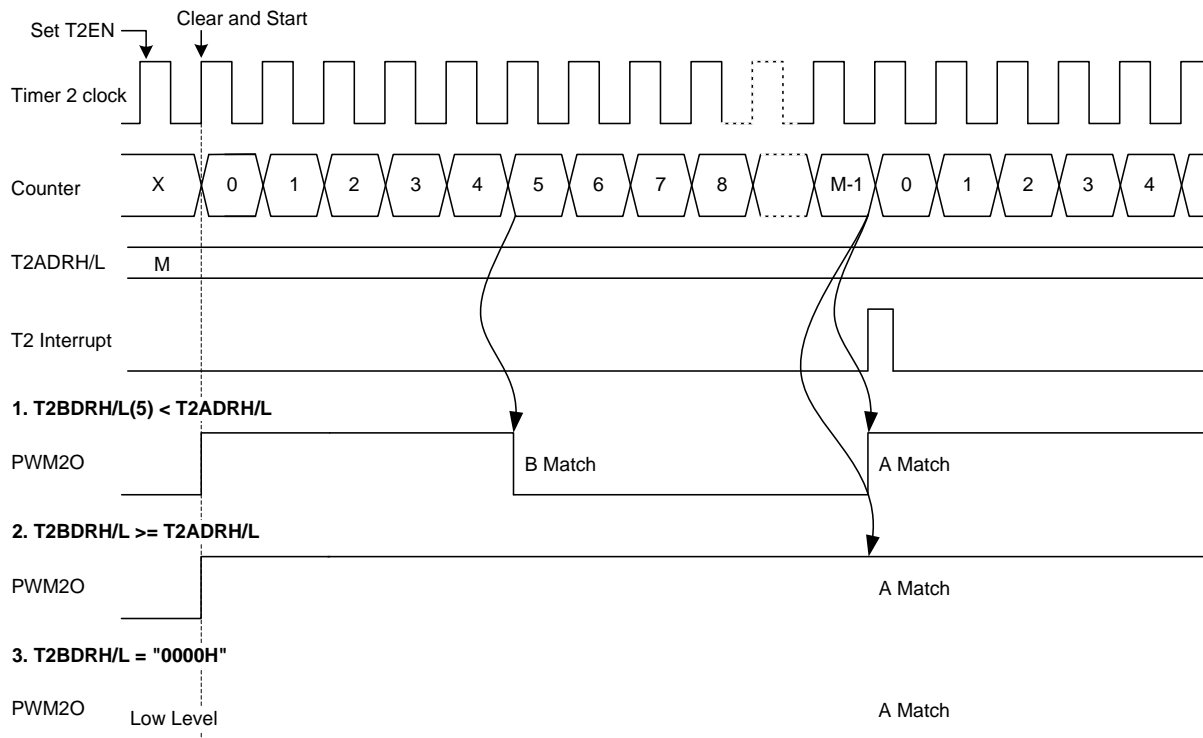 Clear and Start
Set T2EN
Timer 2 clock
Counter X 0 1 2 3 4 5 6 7 8 M-1 0 1 2 3 4
T2ADRH/L M
T2 Interrupt
1. T2BDRH/L(5) < T2ADRH/L
PWM2O B Match A Match
2. T2BDRH/L >= T2ADRH/L
PWM2O A Match
3. T2BDRH/L = "0000H"
PWM2O Low Level A Match